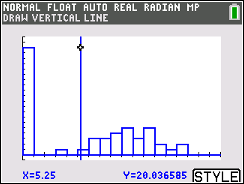 NORMAL FLOAT AUTO REAL RADIAN MP
DRAW VERTICAL LINE
X=5.25 Y=20.036585 STYLE